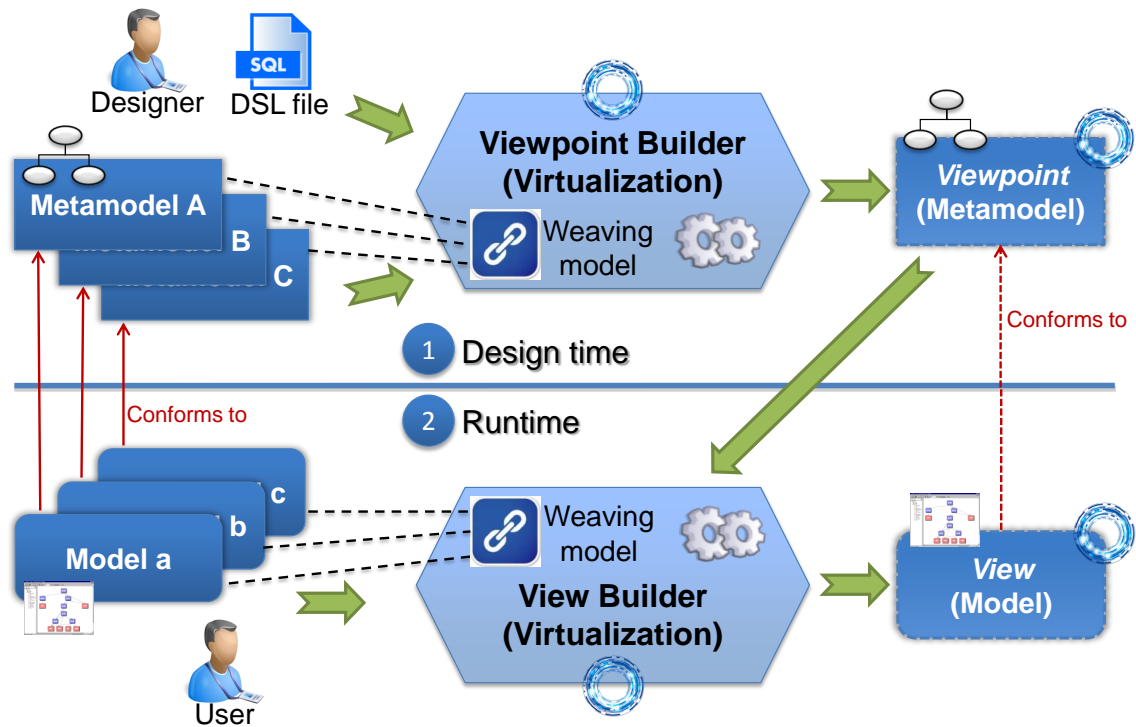 SQL
Designer
DSL file
Viewpoint Builder
(Virtualization)
Weaving
model
Viewpoint
(Metamodel)
Metamodel A
B
C
Conforms to
1 Design time
2 Runtime
Conforms to
c
b
Model a
Weaving
model
View Builder
(Virtualization)
View
(Model)
User